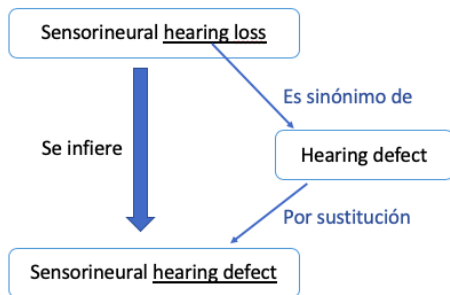 Sensorineural hearing loss
Es sinónimo de
Se infiere
Hearing defect
Por sustitución
Sensorineural hearing defect